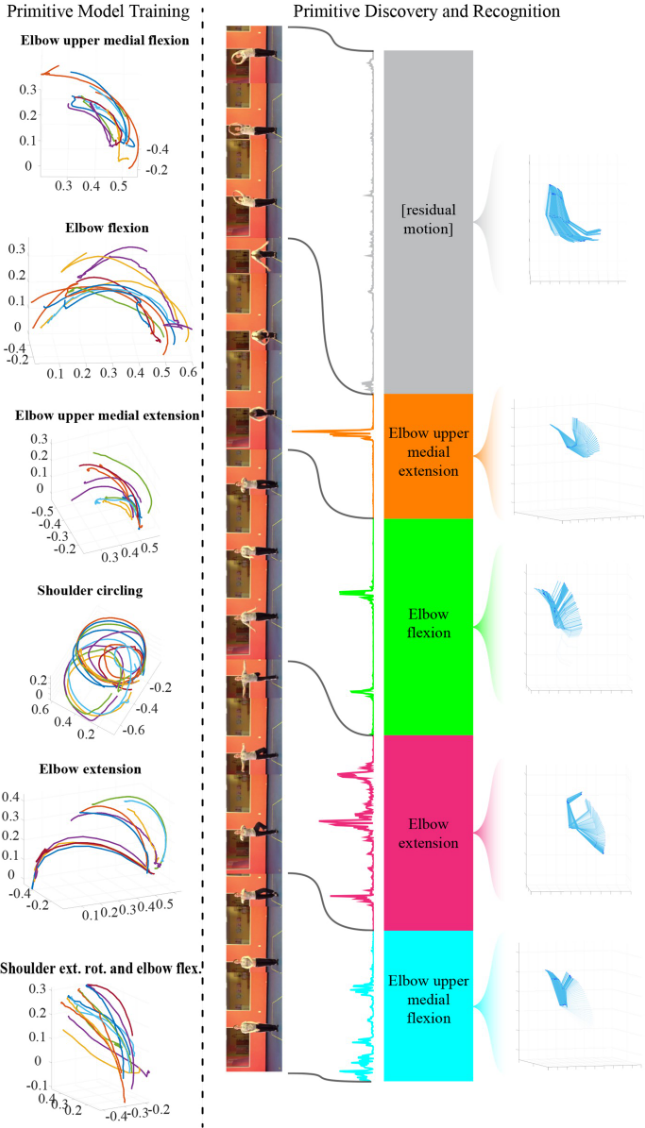 Primitive Model Training
Primitive Discovery and Recognition
Elbow upper medial flexion
0.3
0.2
0.1
0
-0.4
-0.2
0.3 0.4 0.5
Elbow flexion
0.3
0.2
0.1
0
-0.4
-0.2
0.1 0.2 0.3 0.4 0.5 0.6
Elbow upper medial extension
0.3
0.2
0.1
0
-0.5
-0.4
-0.3
-0.2
0.3 0.4 0.5
Shoulder circling
0.2
0
0.6
0.4
0.2
-0.2
-0.4
-0.6
Elbow extension
0.4
0.3
0.2
0.1
0
-0.4
-0.2
0.1 0.2 0.3 0.4 0.5
Shoulder ext. rot. and elbow flex.
0.3
0.2
0.1
0
-0.1
0.4
0.3
0.2
-0.4 -0.3 -0.2
[residual
motion]
Elbow upper
medial
extension
Elbow
flexion
Elbow
extension
Elbow upper
medial
flexion